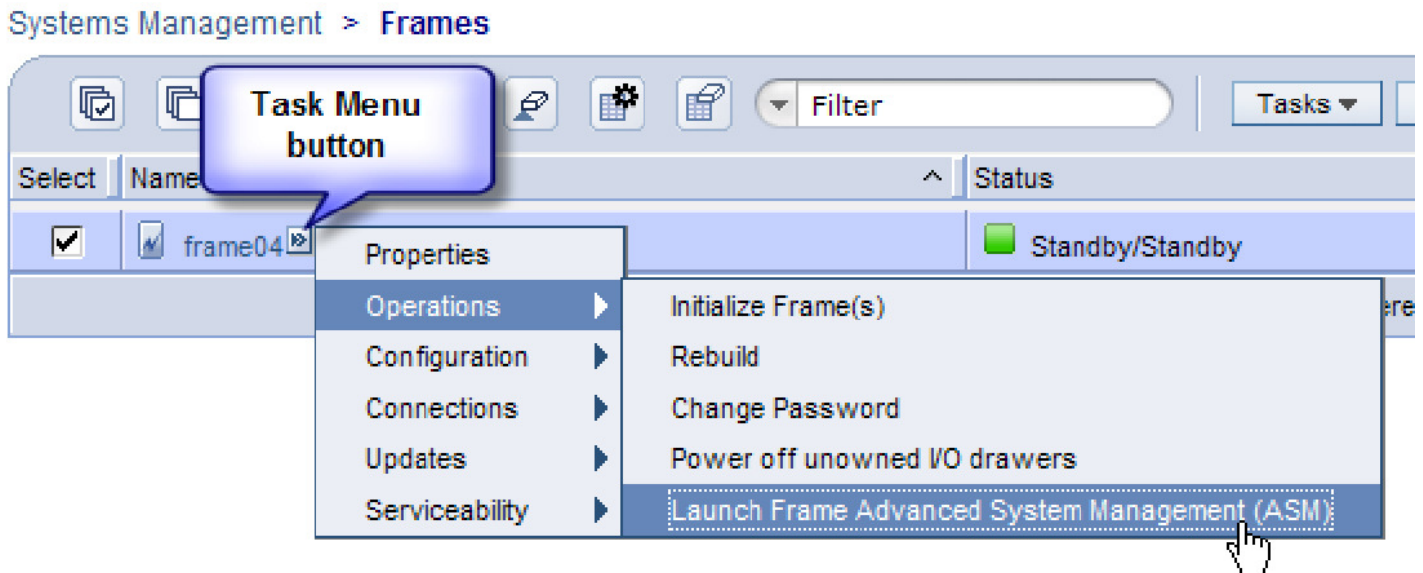 Systems Management > Frames
Task Menu
button
Filter
Tasks
Select
Name
Status
frame04
Standby/Standby
Properties
Operations
Configuration
Connections
Updates
Serviceability
Initialize Frame(s)
Rebuild
Change Password
Power off unowned I/O drawers
Launch Frame Advanced System Management (ASM)